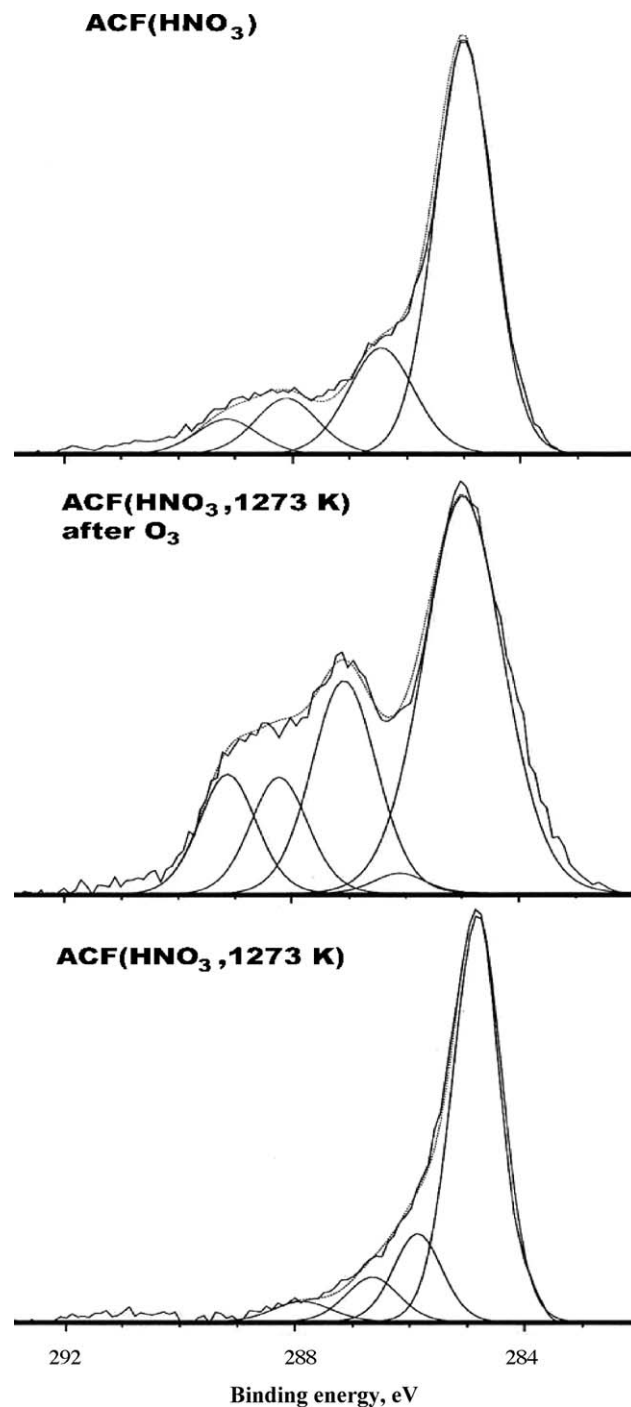 ACF(HNO₃)
ACF(HNO₃,1273 K)
after O₃
ACF(HNO₃,1273 K)
292 288 284
Binding energy, eV